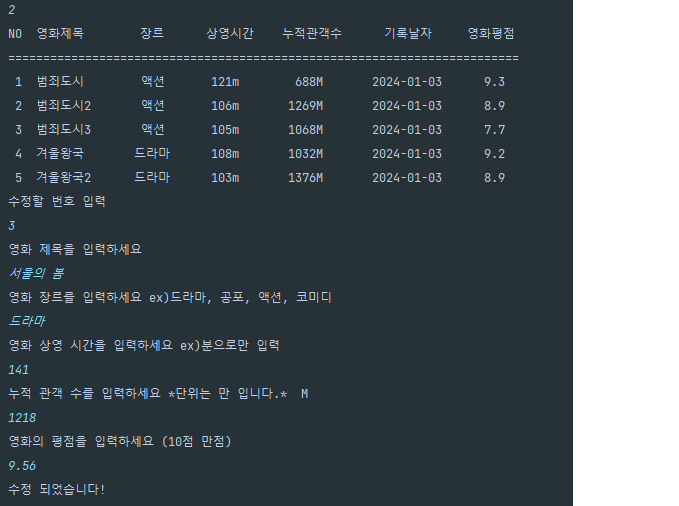 2
NO 영화제목 장르 상영시간 누적관객수 기록날자 영화평점
=========================================================================
1 범죄도시 액션 121m 688M 2024-01-03 9.3
2 범죄도시2 액션 106m 1269M 2024-01-03 8.9
3 범죄도시3 액션 105m 1068M 2024-01-03 7.7
4 겨울왕국 드라마 108m 1032M 2024-01-03 9.2
5 겨울왕국2 드라마 103m 1376M 2024-01-03 8.9
수정할 번호 입력
3
영화 제목을 입력하세요
서울의 봄
영화 장르를 입력하세요 ex)드라마, 공포, 액션, 코미디
드라마
영화 상영 시간을 입력하세요 ex)분으로만 입력
141
누적 관객 수를 입력하세요 *단위는 만 입니다.* M
1218
영화의 평점을 입력하세요 (10점 만점)
9.56
수정 되었습니다!